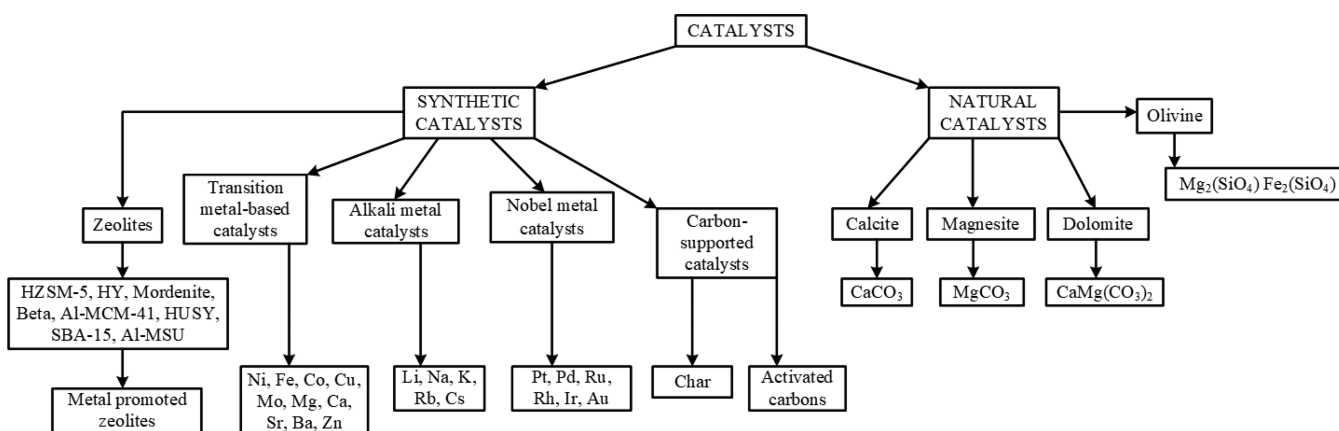 CATALYSTS
SYNTHETIC
CATALYSTS
NATURAL
CATALYSTS
Olivine
Mg₂(SiO₄) Fe₂(SiO₄)
Zeolites
Transition
metal-based
catalysts
Alkali metal
catalysts
Nobel metal
catalysts
Carbon-
supported
catalysts
Calcite
Magnesite
Dolomite
CaCO₃
MgCO₃
CaMg(CO₃)₂
HZSM-5, HY, Mordenite,
Beta, Al-MCM-41, HUSY,
SBA-15, Al-MSU
Metal promoted
zeolites
Ni, Fe, Co, Cu,
Mo, Mg, Ca,
Sr, Ba, Zn
Li, Na, K,
Rb, Cs
Pt, Pd, Ru,
Rh, Ir, Au
Char
Activated
carbons